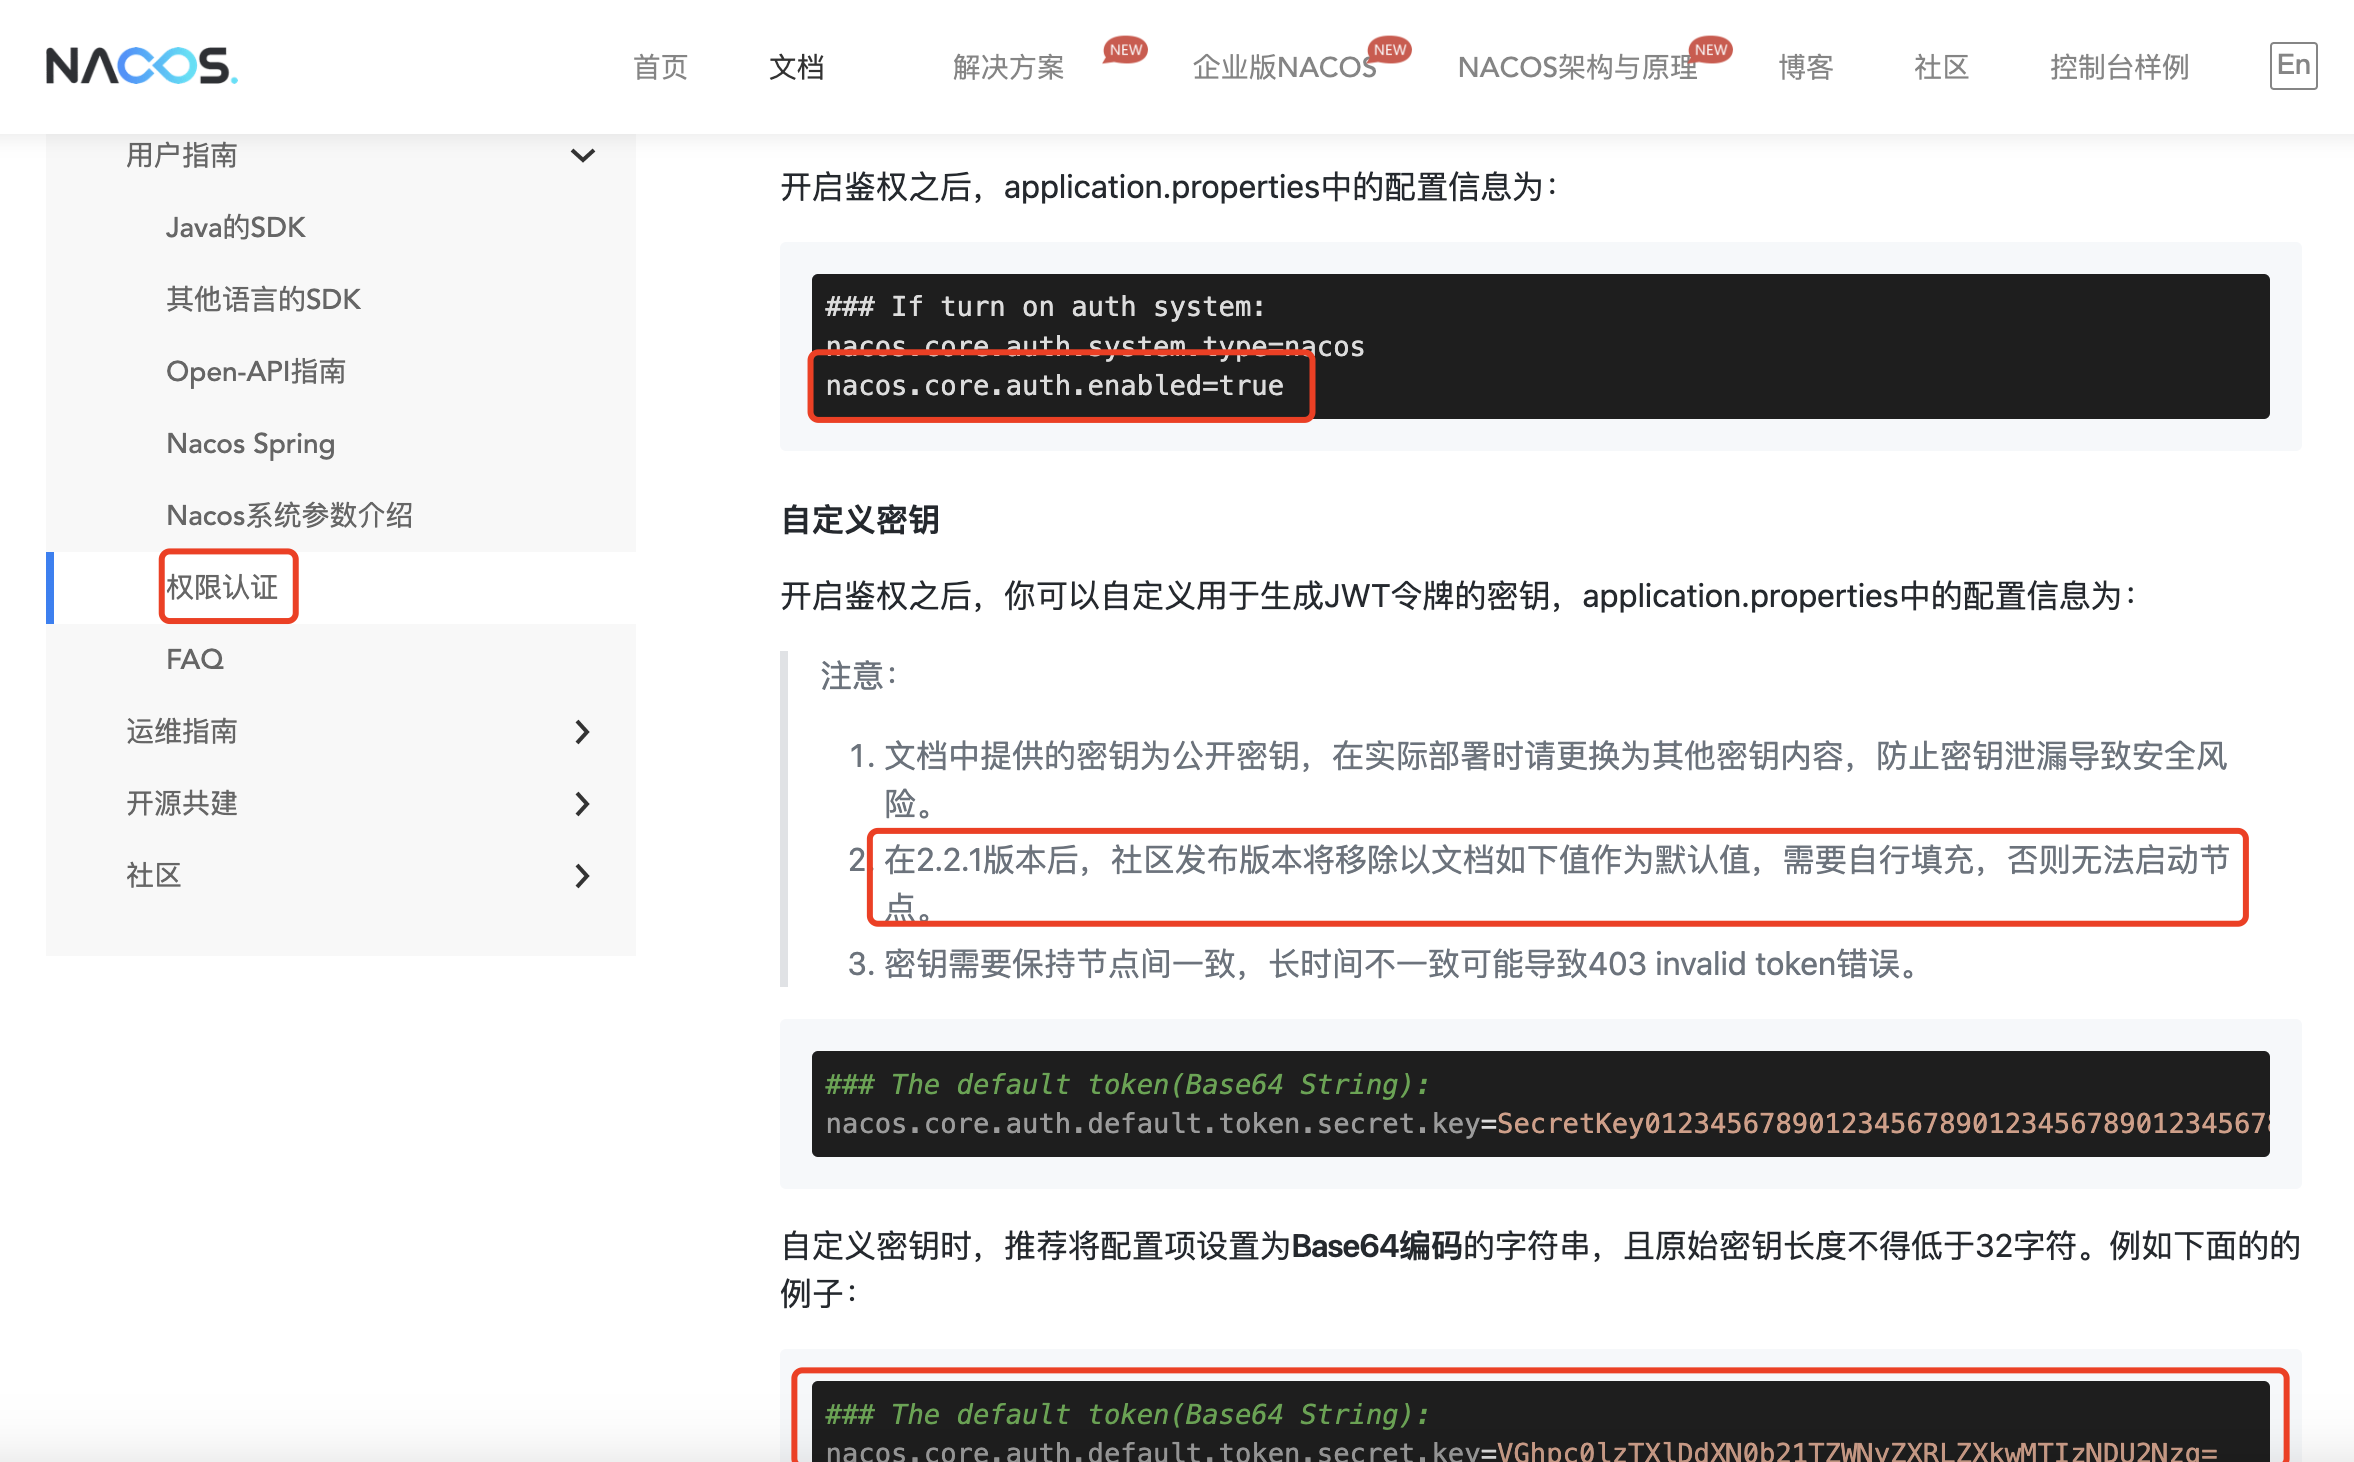 NACOS.
首页
文档
解决方案
NEW
企业版NACOS
NEW
NACOS架构与原理
NEW
博客
社区
控制台样例
En
用户指南
Java的SDK
其他语言的SDK
Open-API指南
Nacos Spring
Nacos系统参数介绍
权限认证
FAQ
运维指南
开源共建
社区
开启鉴权之后，application.properties中的配置信息为：
### If turn on auth system:
nacos.core.auth.system.type=nacos
nacos.core.auth.enabled=true
自定义密钥
开启鉴权之后，你可以自定义用于生成JWT令牌的密钥，application.properties中的配置信息为：
注意：
1. 文档中提供的密钥为公开密钥，在实际部署时请更换为其他密钥内容，防止密钥泄漏导致安全风
险。
2. 在2.2.1版本后，社区发布版本将移除以文档如下值作为默认值，需要自行填充，否则无法启动节
点。
3. 密钥需要保持节点间一致，长时间不一致可能导致403 invalid token错误。
### The default token(Base64 String):
nacos.core.auth.default.token.secret.key=SecretKey012345678901234567890123456789012345678
自定义密钥时，推荐将配置项设置为Base64编码的字符串，且原始密钥长度不得低于32字符。例如下面的的
例子：
### The default token(Base64 String):
nacos.core.auth.default.token.secret.key=VGhpc0lzTXlDdXN0b21TZWNyZXRLZXkwMTIzNDU2Nzg=